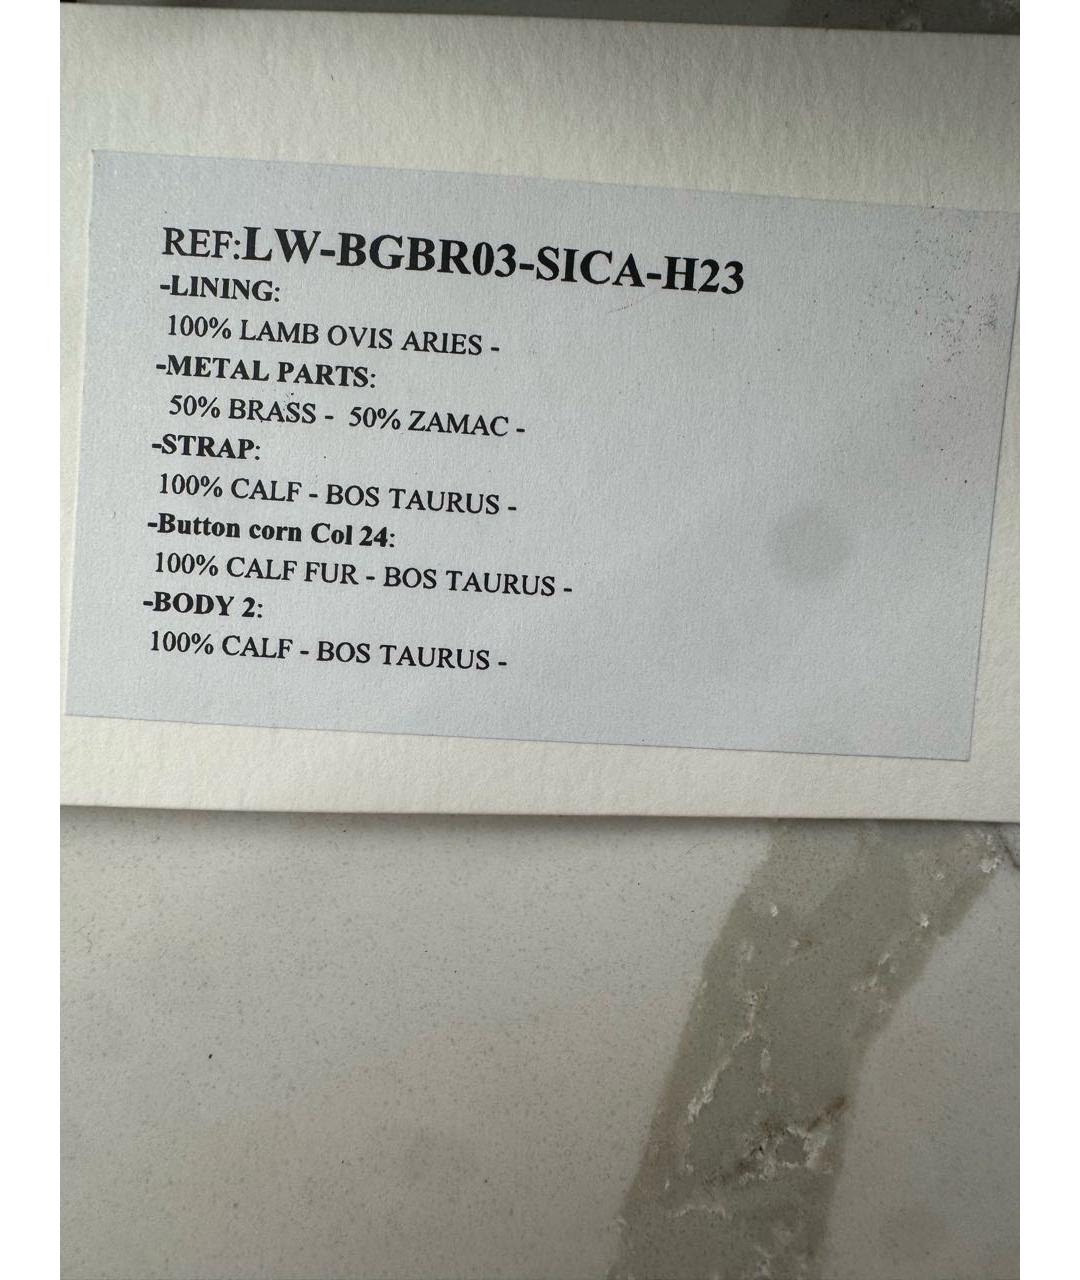 REF:LW-BGBR03-SICA-H23
-LINING:
100% LAMB OVIS ARIES -
-METAL PARTS:
50% BRASS - 50% ZAMAC -
-STRAP:
100% CALF - BOS TAURUS -
-Button corn Col 24:
100% CALF FUR - BOS TAURUS -
-BODY 2:
100% CALF - BOS TAURUS -